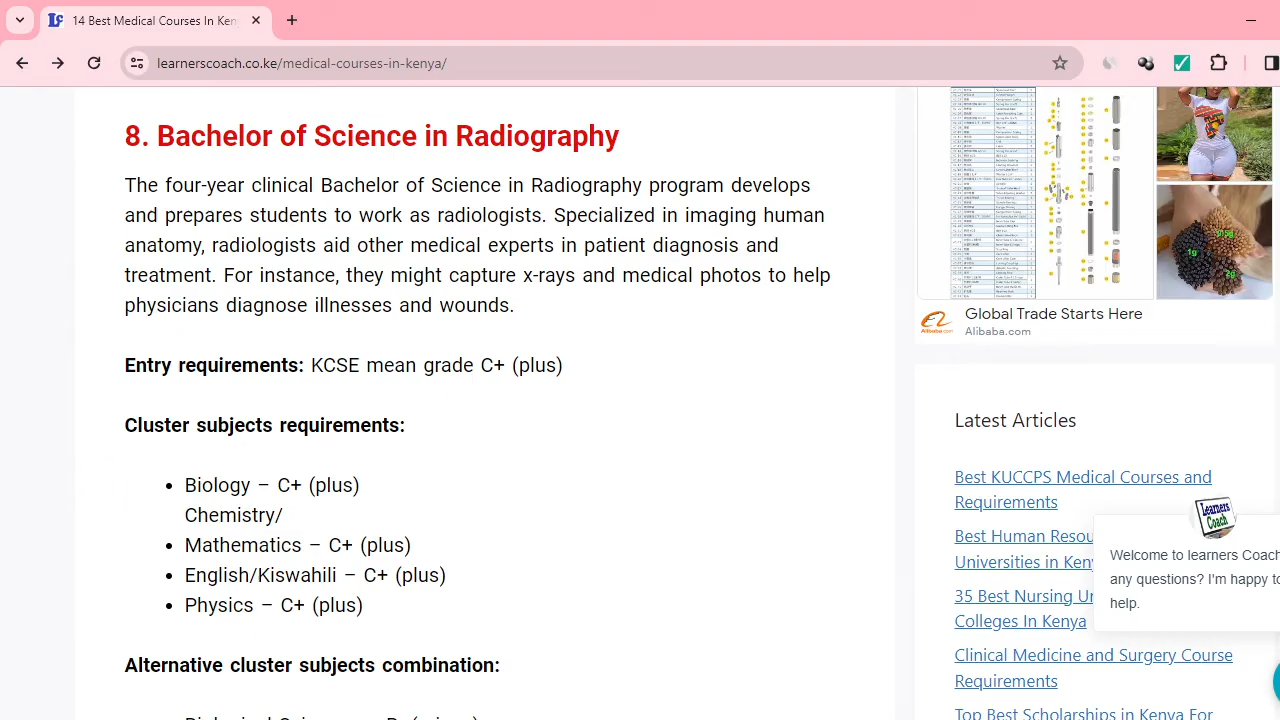 14 Best Medical Courses In Ken
learnerscoach.co.ke/medical-courses-in-kenya/
8. Bachelor of Science in Radiography
The four-year clinical Bachelor of Science in Radiography program develops
and prepares students to work as radiologists. Specialized in imaging human
anatomy, radiologists aid other medical experts in patient diagnosis and
treatment. For instance, they might capture x-rays and medical photos to help
physicians diagnose illnesses and wounds.
Entry requirements: KCSE mean grade C+ (plus)
Cluster subjects requirements:
• Biology – C+ (plus)
Chemistry/
• Mathematics – C+ (plus)
• English/Kiswahili – C+ (plus)
• Physics – C+ (plus)
Alternative cluster subjects combination:
Global Trade Starts Here
Alibaba.com
Latest Articles
Best KUCCPS Medical Courses and
Requirements
Best Human Resou
Universities in Ken
35 Best Nursing Un
Colleges In Kenya
Clinical Medicine and Surgery Course
Requirements
Top Best Scholarships in Kenya For
Learners
Coach
Welcome to learners Coach
any questions? I'm happy to
help.